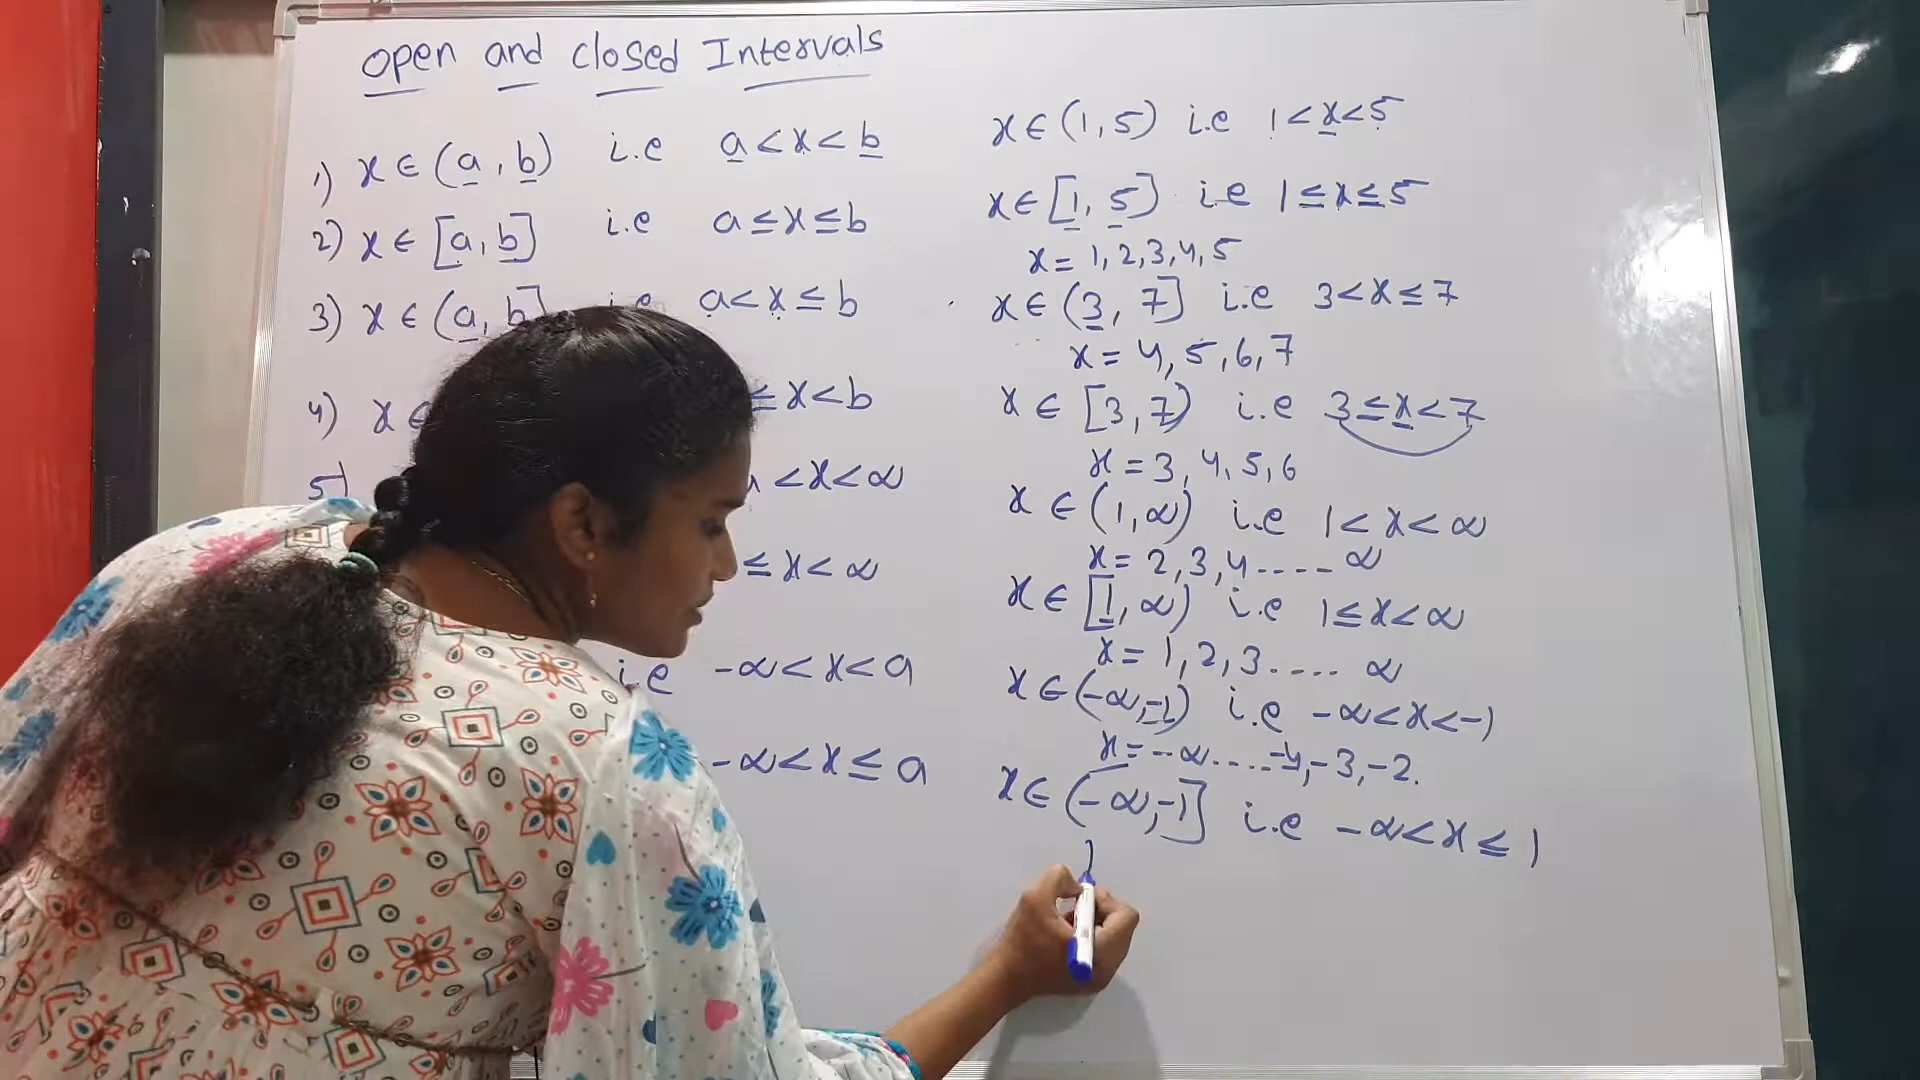 Open and closed Intervals
1) x ∈ (a, b) i.e a < x < b
2) x ∈ [a, b] i.e a ≤ x ≤ b
3) x ∈ (a, b] i.e a < x ≤ b
4) x ∈ ≤ x < b
5) < x < ∞
≤ x < ∞
i.e -∞ < x < a
-∞ < x ≤ a
x ∈ (1, 5) i.e 1 < x < 5
x ∈ [1, 5] i.e 1 ≤ x ≤ 5
x = 1, 2, 3, 4, 5
x ∈ (3, 7] i.e 3 < x ≤ 7
x = 4, 5, 6, 7
x ∈ [3, 7) i.e 3 ≤ x < 7
x = 3, 4, 5, 6
x ∈ (1, ∞) i.e 1 < x < ∞
x = 2, 3, 4 ---- ∞
x ∈ [1, ∞) i.e 1 ≤ x < ∞
x = 1, 2, 3 .... ∞
x ∈ (-∞, -1) i.e -∞ < x < -1
x = -∞ .... -4, -3, -2.
x ∈ (-∞, -1] i.e -∞ < x ≤ 1